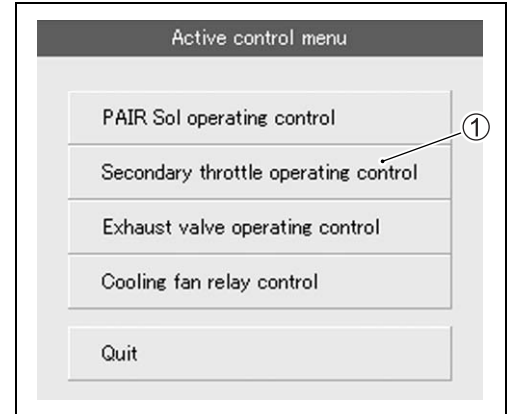 Active control menu
PAIR Sol operating control
①
Secondary throttle operating control
Exhaust valve operating control
Cooling fan relay control
Quit